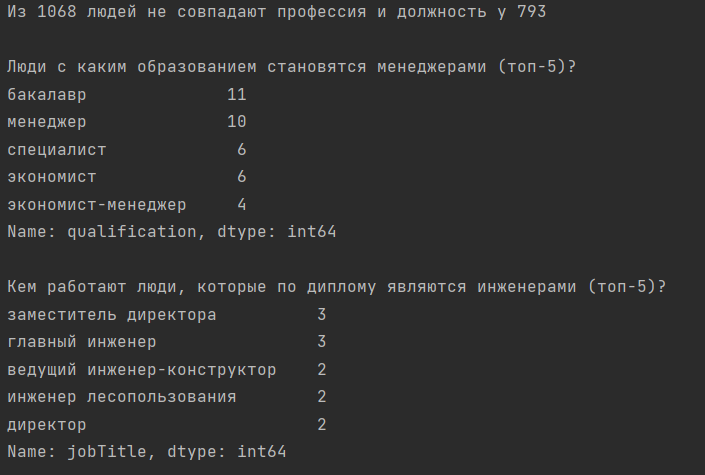 Из 1068 людей не совпадают профессия и должность у 793
Люди с каким образованием становятся менеджерами (топ-5)?
бакалавр 11
менеджер 10
специалист 6
экономист 6
экономист-менеджер 4
Name: qualification, dtype: int64
Кем работают люди, которые по диплому являются инженерами (топ-5)?
заместитель директора 3
главный инженер 3
ведущий инженер-конструктор 2
инженер лесопользования 2
директор 2
Name: jobTitle, dtype: int64